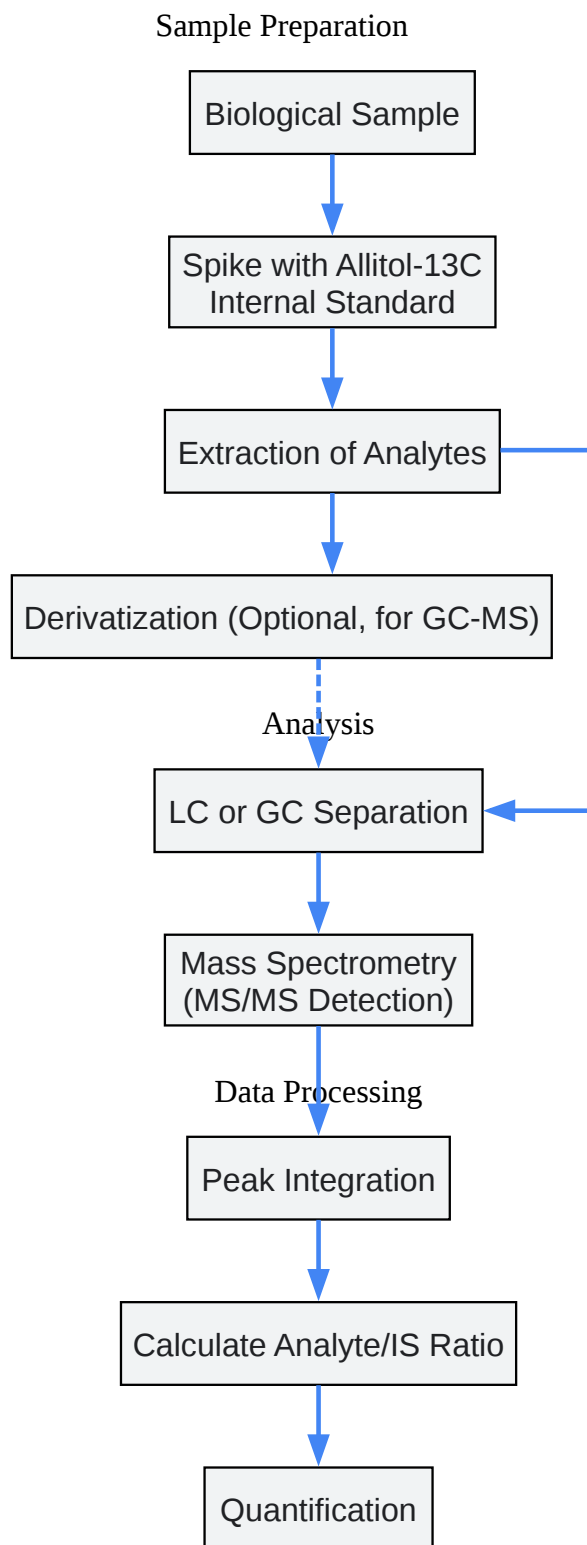 Sample Preparation
Biological Sample
Spike with Allitol-13C
Internal Standard
Extraction of Analytes
Derivatization (Optional, for GC-MS)
Analysis
LC or GC Separation
Mass Spectrometry
(MS/MS Detection)
Data Processing
Peak Integration
Calculate Analyte/IS Ratio
Quantification